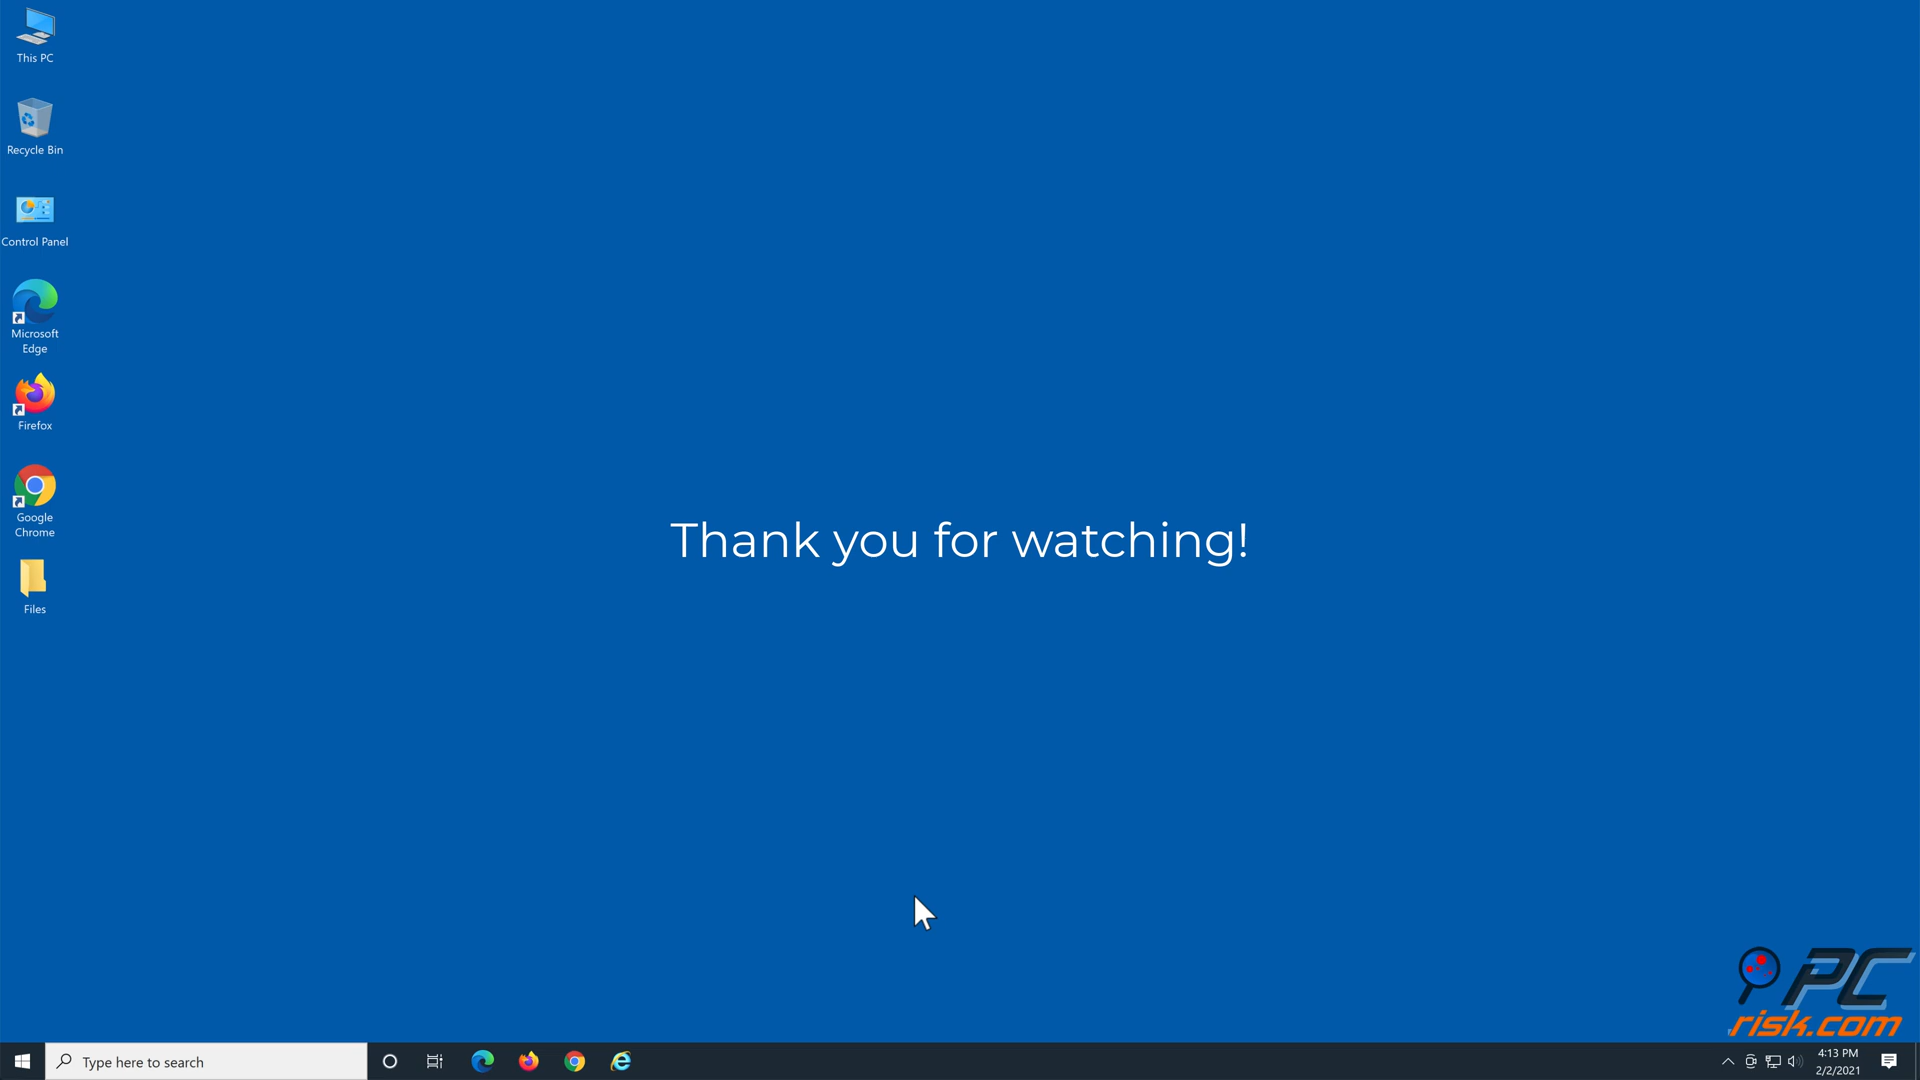 This PC
Recycle Bin
Control Panel
Microsoft
Edge
Firefox
Google
Chrome
Files
Thank you for watching!
PC
risk.com
Type here to search
4:13 PM
2/2/2021